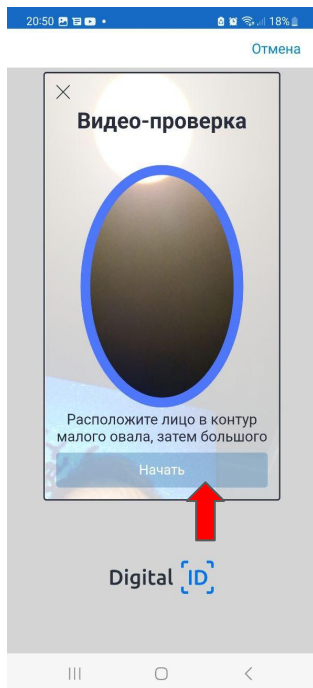 20:50 18%
Отмена
Видео-проверка
Расположите лицо в контур
малого овала, затем большого
Начать
Digital ID